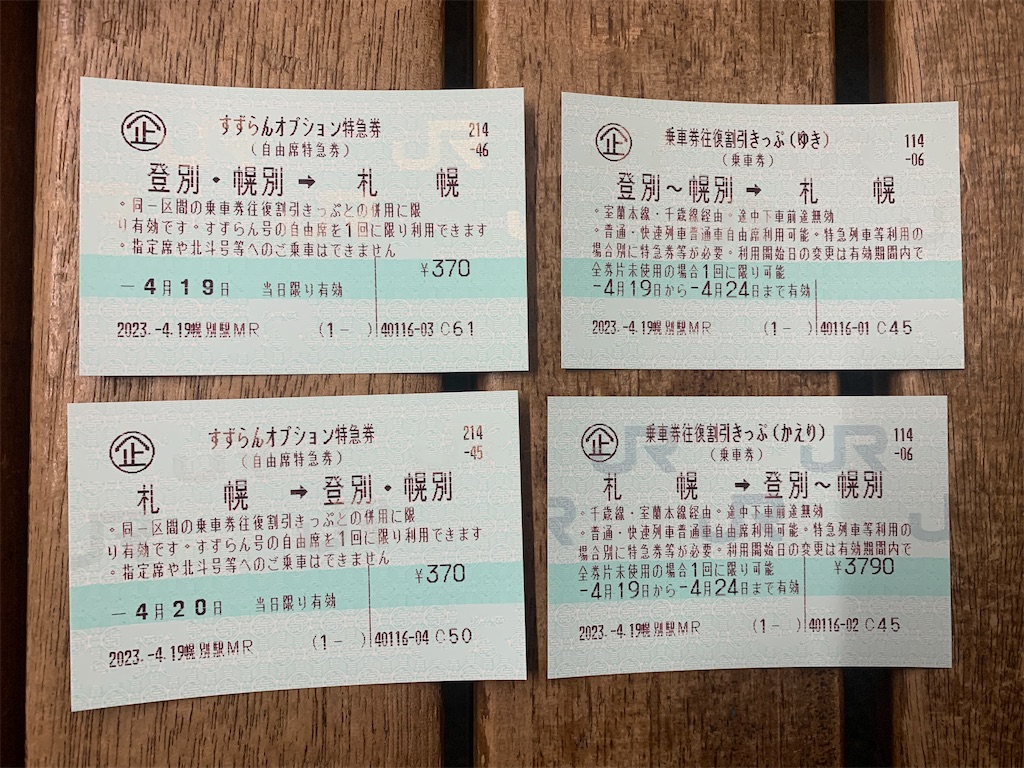 企 すずらんオプション特急券 214
(自由席特急券) -46
登別・幌別 ➡ 札 幌
・同一区間の乗車券往復割引きっぷとの併用に限
り有効です。すずらん号の自由席を1回に限り利用できます
・指定席や北斗号等へのご乗車はできません
¥370
-4月19日 当日限り有効
2023.-4.19幌別駅MR (1- ) 40116-03 C61
企 乗車券往復割引きっぷ(ゆき) 114
(乗車券) -06
登別〜幌別 ➡ 札 幌
・室蘭本線・千歳線経由。途中下車前途無効
・普通・快速列車普通車自由席利用可能。特急列車等利用の
場合別に特急券等が必要。利用開始日の変更は有効期間内で
全券片未使用の場合1回に限り可能
-4月19日から-4月24日まで有効
2023.-4.19幌別駅MR (1- ) 40116-01 C45
企 すずらんオプション特急券 214
(自由席特急券) -45
札 幌 ➡ 登別・幌別
・同一区間の乗車券往復割引きっぷとの併用に限
り有効です。すずらん号の自由席を1回に限り利用できます
・指定席や北斗号等へのご乗車はできません
¥370
-4月20日 当日限り有効
2023.-4.19幌別駅MR (1- ) 40116-04 C50
企 乗車券往復割引きっぷ(かえり) 114
(乗車券) -06
札 幌 ➡ 登別〜幌別
・千歳線・室蘭本線経由。途中下車前途無効
・普通・快速列車普通車自由席利用可能。特急列車等利用の
場合別に特急券等が必要。利用開始日の変更は有効期間内で
全券片未使用の場合1回に限り可能 ¥3790
-4月19日から-4月24日まで有効
2023.-4.19幌別駅MR (1- ) 40116-02 C45